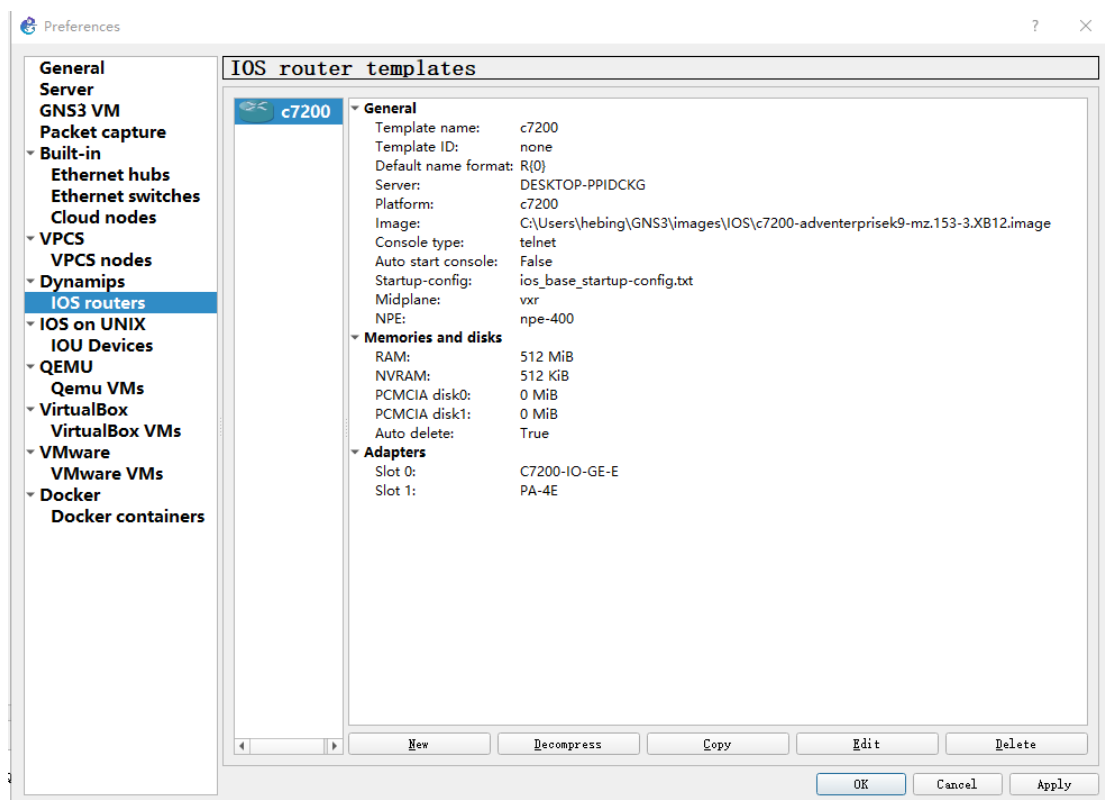 Preferences
General
Server
GNS3 VM
Packet capture
Built-in
Ethernet hubs
Ethernet switches
Cloud nodes
VPCS
VPCS nodes
Dynamips
IOS routers
IOS on UNIX
IOU Devices
QEMU
Qemu VMs
VirtualBox
VirtualBox VMs
VMware
VMware VMs
Docker
Docker containers
IOS router templates
c7200
General
Template name: c7200
Template ID: none
Default name format: R{0}
Server: DESKTOP-PPIDCKG
Platform: c7200
Image: C:\Users\hebing\GNS3\images\IOS\c7200-adventerprisek9-mz.153-3.XB12.image
Console type: telnet
Auto start console: False
Startup-config: ios_base_startup-config.txt
Midplane: vxr
NPE: npe-400
Memories and disks
RAM: 512 MiB
NVRAM: 512 KiB
PCMCIA disk0: 0 MiB
PCMCIA disk1: 0 MiB
Auto delete: True
Adapters
Slot 0: C7200-IO-GE-E
Slot 1: PA-4E
New Decompress Copy Edit Delete
OK Cancel Apply